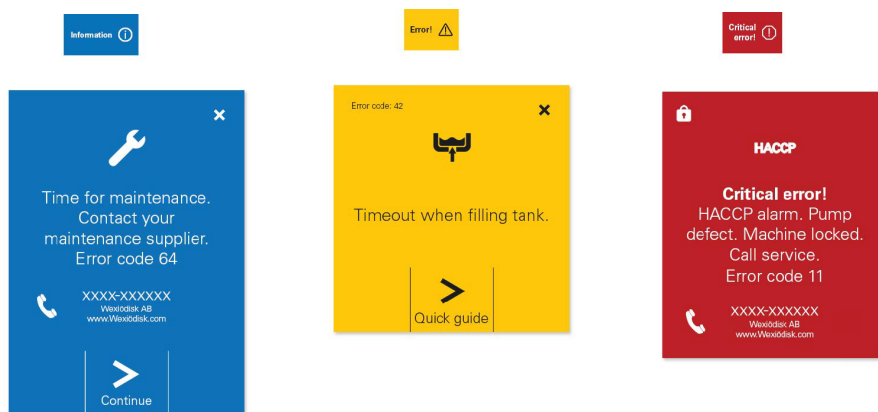 Information
Error!
Critical
error!
Time for maintenance.
Contact your
maintenance supplier.
Error code 64
XXXX-XXXXXX
Wexiödisk AB
www.Wexiödisk.com
Continue
Error code: 42
Timeout when filling tank.
Quick guide
HACCP
Critical error!
HACCP alarm. Pump
defect. Machine locked.
Call service.
Error code 11
XXXX-XXXXXX
Wexiödisk AB
www.Wexiödisk.com